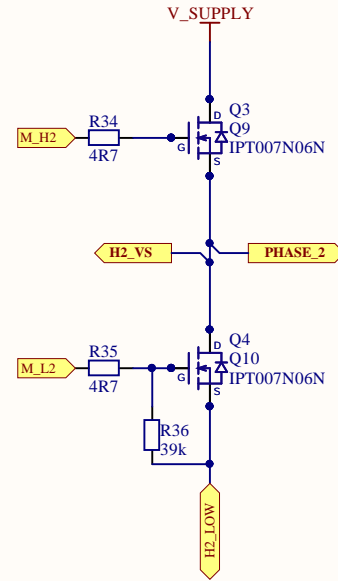 V_SUPPLY
D
Q3
Q9
IPT007N06N
G
S
R34
M_H2
4R7
H2_VS
PHASE_2
D
Q4
Q10
IPT007N06N
G
S
R35
M_L2
4R7
R36
39k
H2_LOW